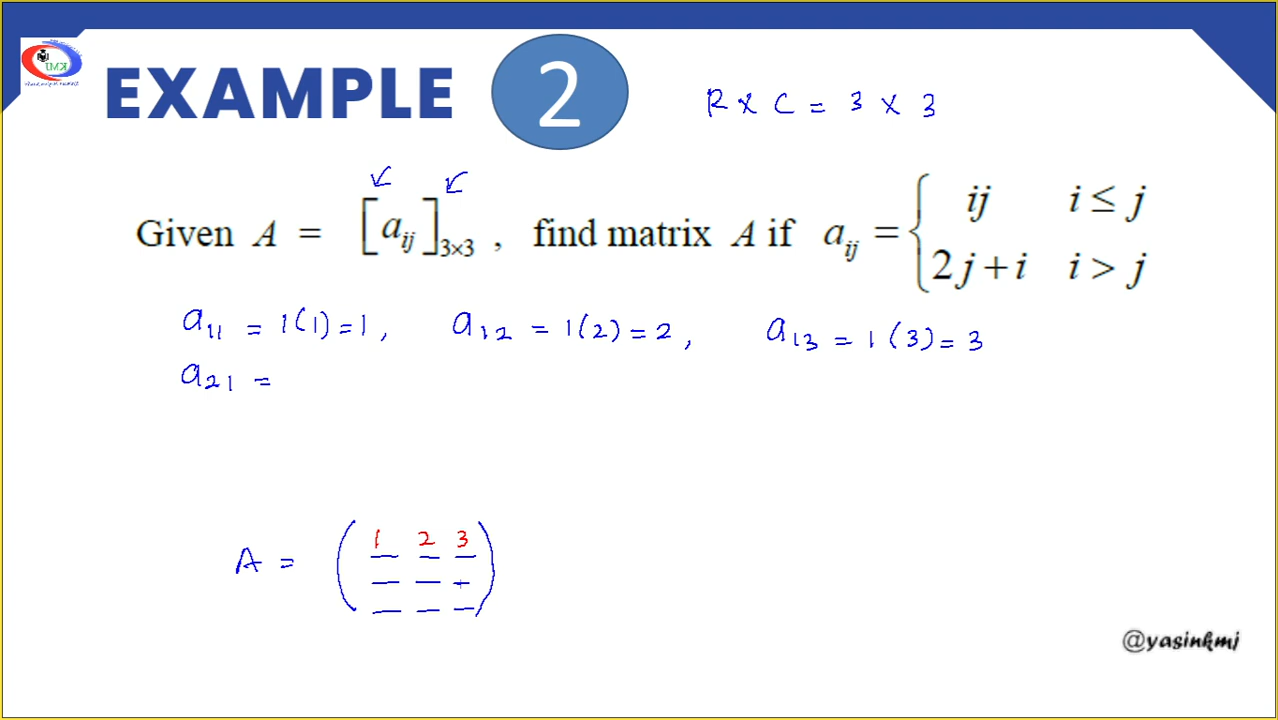 EXAMPLE 2
R × C = 3 × 3
Given A = [a_ij]_3×3 , find matrix A if a_ij = { ij i ≤ j
2j+i i > j
a_11 = 1(1) = 1, a_12 = 1(2) = 2, a_13 = 1(3) = 3
a_21 =
A = ( 1 2 3 )
@yasinkmj